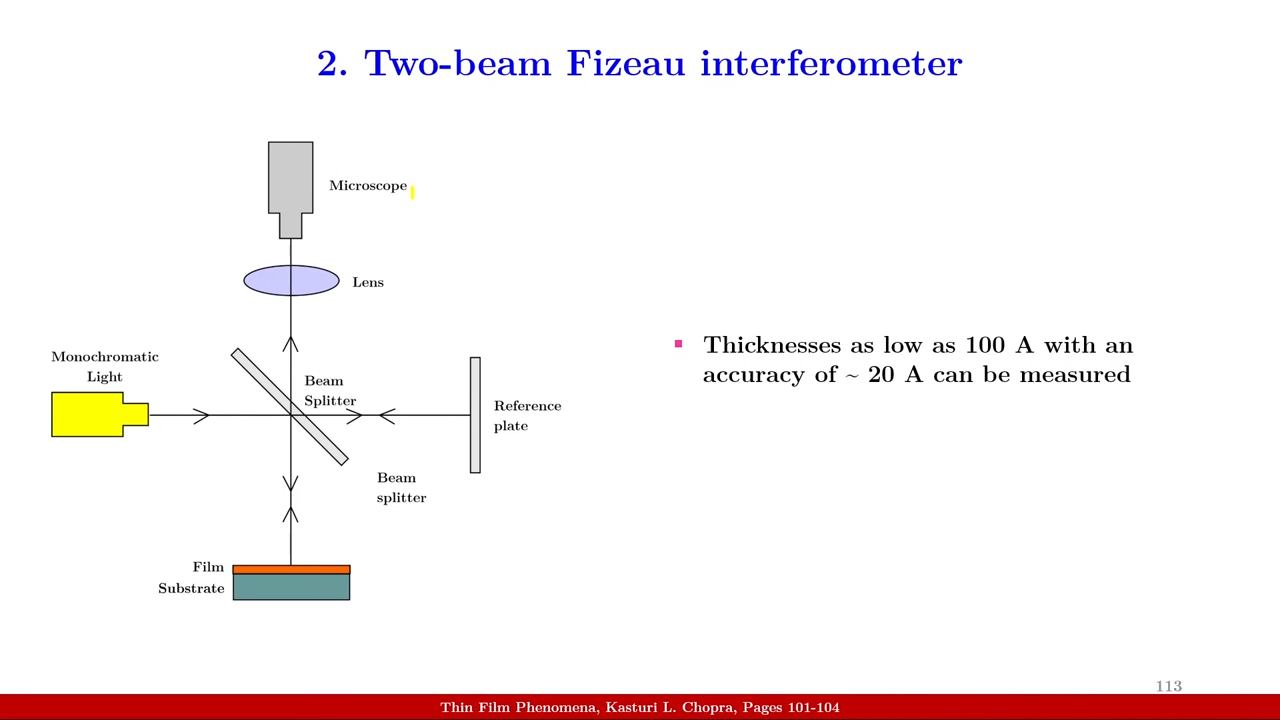 2. Two-beam Fizeau interferometer
Microscope
Lens
Monochromatic
Light
Beam
Splitter
Reference
plate
Beam
splitter
Film
Substrate
Thicknesses as low as 100 A with an
accuracy of ~ 20 A can be measured
113
Thin Film Phenomena, Kasturi L. Chopra, Pages 101-104